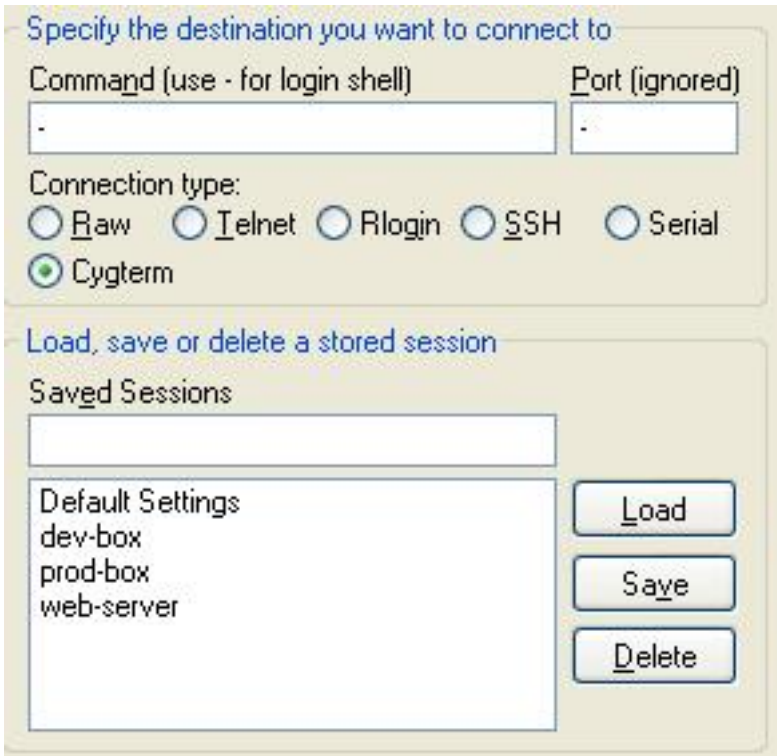 Specify the destination you want to connect to
Command (use - for login shell) Port (ignored)
- -
Connection type:
Raw Telnet Rlogin SSH Serial
Cygterm
Load, save or delete a stored session
Saved Sessions
Default Settings
dev-box
prod-box
web-server
Load
Save
Delete